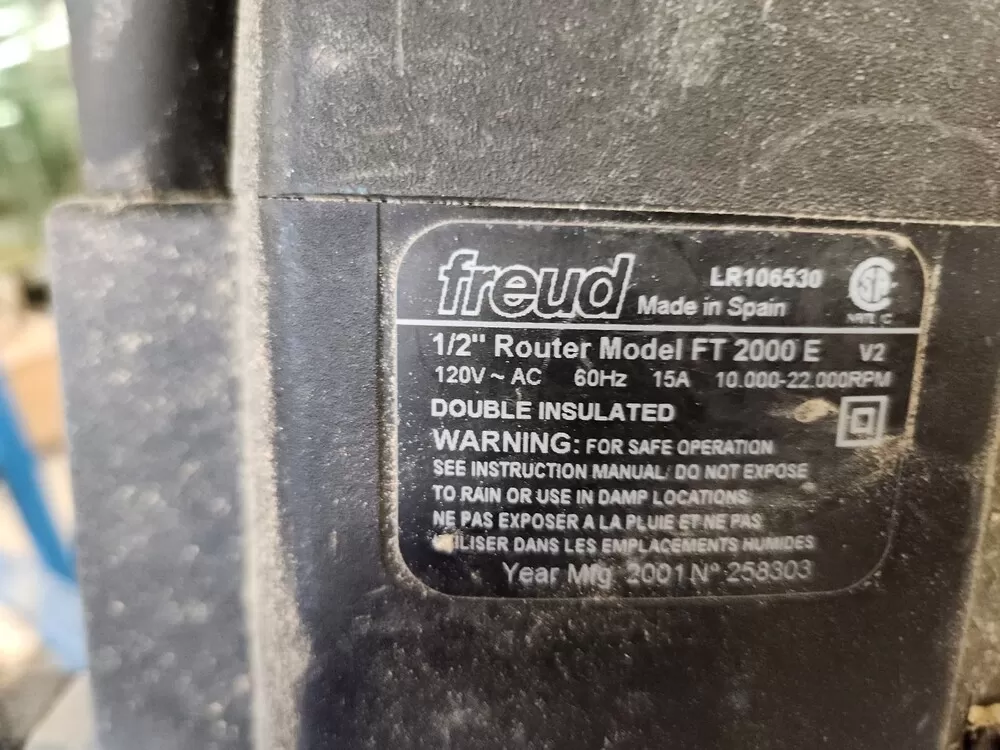 freud LR106530
Made in Spain
1/2" Router Model FT 2000 E V2
120V ~ AC 60Hz 15A 10.000-22.000RPM
DOUBLE INSULATED
WARNING: FOR SAFE OPERATION
SEE INSTRUCTION MANUAL. DO NOT EXPOSE
TO RAIN OR USE IN DAMP LOCATIONS.
NE PAS EXPOSER A LA PLUIE ET NE PAS
UTILISER DANS LES EMPLACEMENTS HUMIDES
Year Mfg 2001 Nº 258303